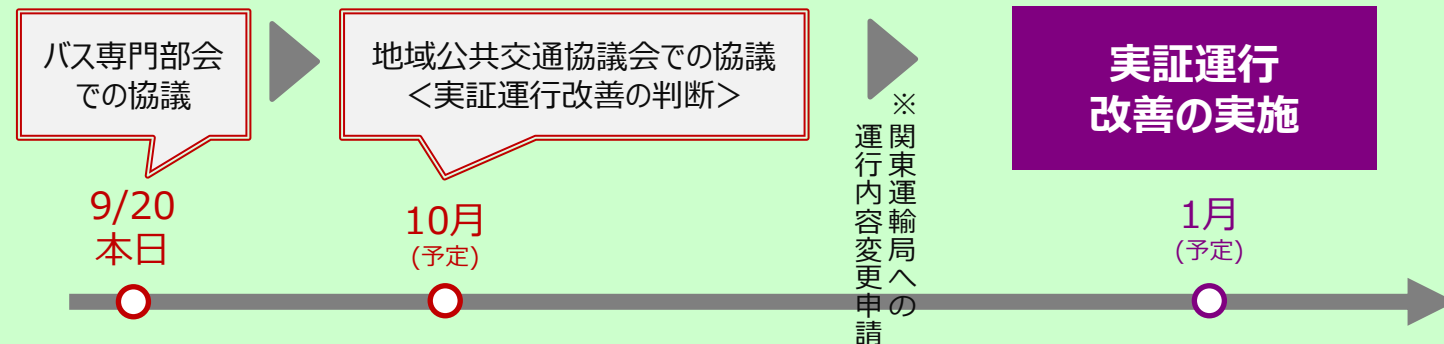 バス専門部会
での協議
地域公共交通協議会での協議
＜実証運行改善の判断＞
※関東運輸局への
運行内容変更申請
実証運行
改善の実施
9/20
本日
10月
(予定)
1月
(予定)